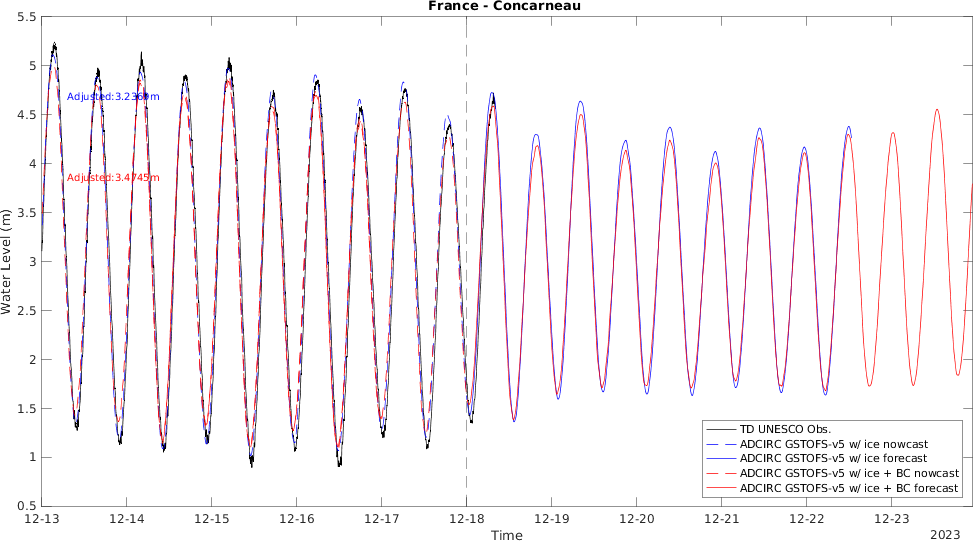 France - Concarneau
5.5
5
4.5
4
3.5
3
2.5
2
1.5
1
0.5
Water Level (m)
Adjusted:3.2369m
Adjusted:3.4745m
TD UNESCO Obs.
ADCIRC GSTOFS-v5 w/ ice nowcast
ADCIRC GSTOFS-v5 w/ ice forecast
ADCIRC GSTOFS-v5 w/ ice + BC nowcast
ADCIRC GSTOFS-v5 w/ ice + BC forecast
12-13 12-14 12-15 12-16 12-17 12-18 12-19 12-20 12-21 12-22 12-23
Time
2023